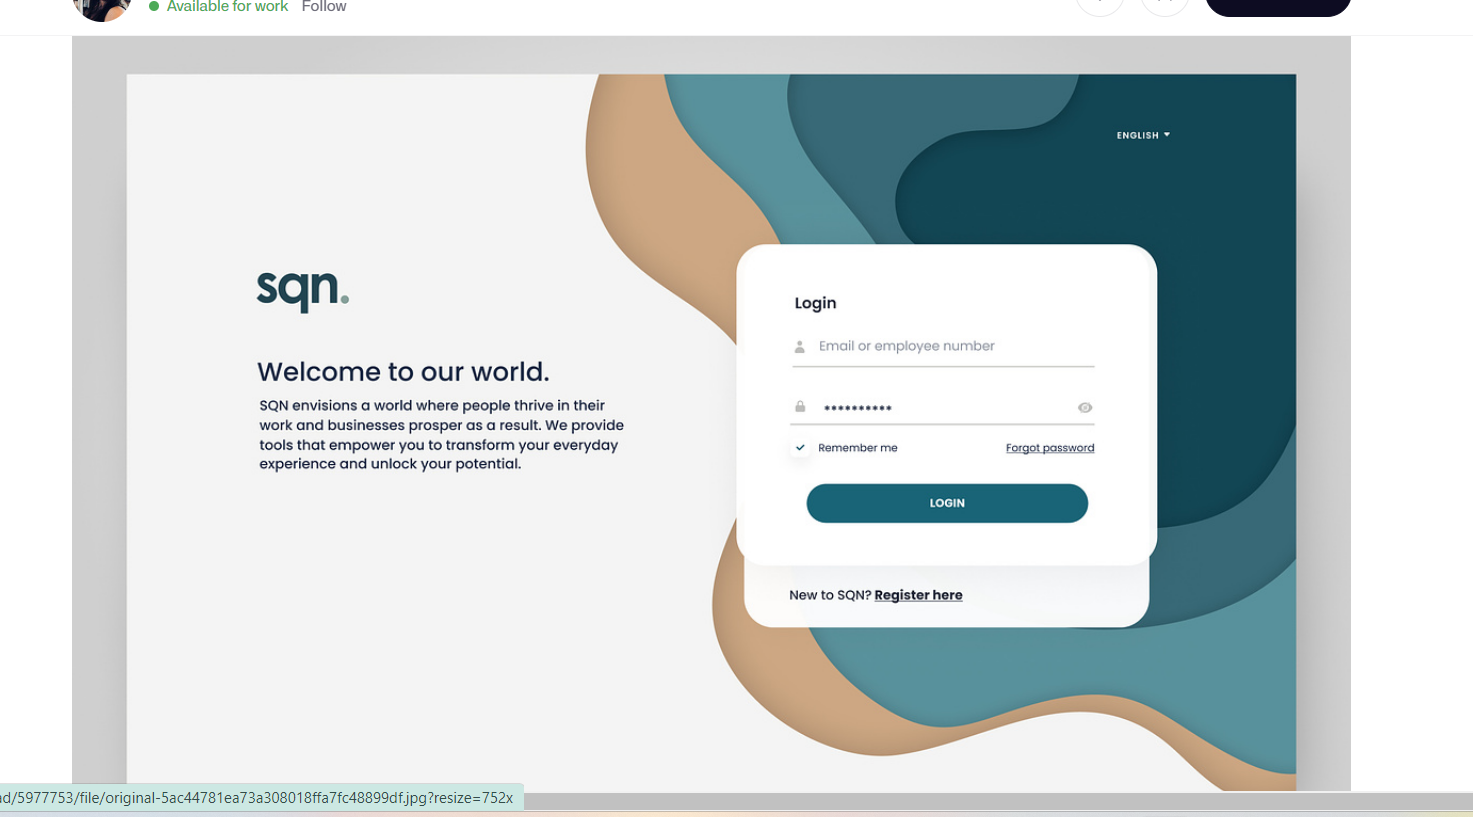 Available for work Follow
ENGLISH
sqn.
Welcome to our world.
SQN envisions a world where people thrive in their
work and businesses prosper as a result. We provide
tools that empower you to transform your everyday
experience and unlock your potential.
Login
Email or employee number
**********
Remember me Forgot password
LOGIN
New to SQN? Register here
ad/5977753/file/original-5ac44781ea73a308018ffa7fc48899df.jpg?resize=752x